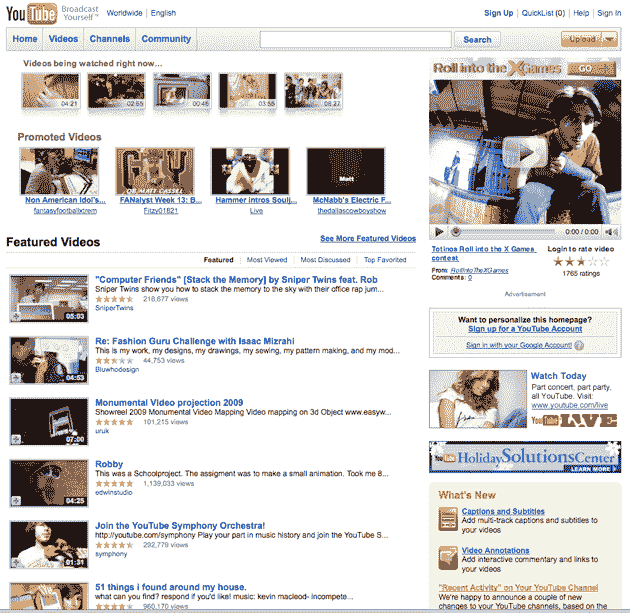 YouTube Broadcast Yourself™ Worldwide | English
Sign Up | QuickList (0) | Help | Sign In
Home Videos Channels Community
Search Upload
Videos being watched right now...
04:21 02:55 00:46 03:55 08:27
Promoted Videos
GUY
OB MATT CASSEL
Matt
Non American Idol's... FANalyst Week 13: B... Hammer intros Soulj... McNabb's Electric F...
fantasyfootballxtrem Fitzy01821 Live thedallascowboyshow
Featured Videos
See More Featured Videos
Featured | Most Viewed | Most Discussed | Top Favorited
"Computer Friends" [Stack the Memory] by Sniper Twins feat. Rob
Sniper Twins show you how to stack the memory to the sky with their office rap jum...
218,677 views
SniperTwins
05:03
Re: Fashion Guru Challenge with Isaac Mizrahi
This is my work, my designs, my drawings, my sewing, my pattern making, and my mod...
44,753 views
Bluwhodesign
04:53
Monumental Video projection 2009
Showreel 2009 Monumental Video Mapping Video mapping on 3d Object www.easyw...
101,215 views
uruk
07:00
Robby
This was a Schoolproject. The assigment was to make a small animation. Took me 8...
1,139,033 views
edwinstudio
04:25
Join the YouTube Symphony Orchestra!
http://youtube.com/symphony Play your part in music history and join the YouTube S...
292,779 views
symphony
01:31
51 things i found around my house.
what can you find? respond if you'd like! music: kevin macleod- incompete...
960,170 views
Roll into the X Games GO
0:00 / 0:00
Totinos Roll into the X Games contest
From: RollintoTheXGames
Comments: 0
Login to rate video
1765 ratings
Advertisement
Want to personalize this homepage?
Sign up for a YouTube Account
Sign in with your Google Account! ?
Watch Today
Part concert, part party,
all YouTube. Visit:
www.youtube.com/live
YouTube LIVE
YouTube Holiday Solutions Center
LEARN MORE
What's New
Captions and Subtitles
Add multi-track captions and subtitles to
your videos
Video Annotations
Add interactive commentary and links to
your videos
"Recent Activity" on Your YouTube Channel
We're happy to announce a couple of new
changes to your YouTube channels, based on the